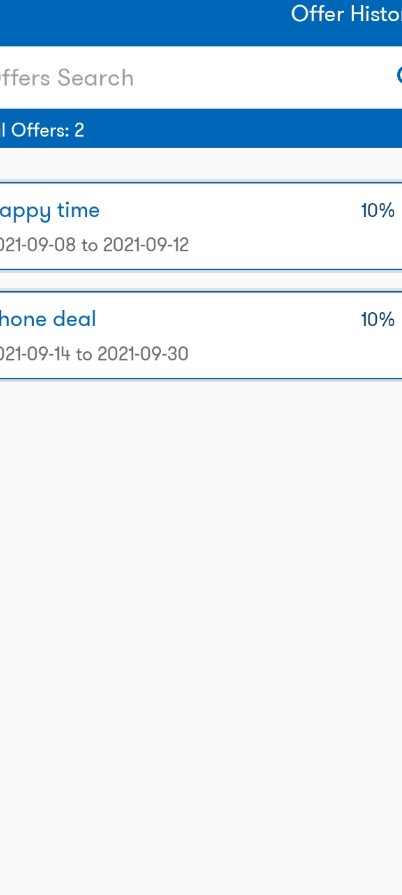 Offer Histo
ffers Search
l Offers: 2
appy time
10%
021-09-08 to 2021-09-12
hone deal
10%
021-09-14 to 2021-09-30